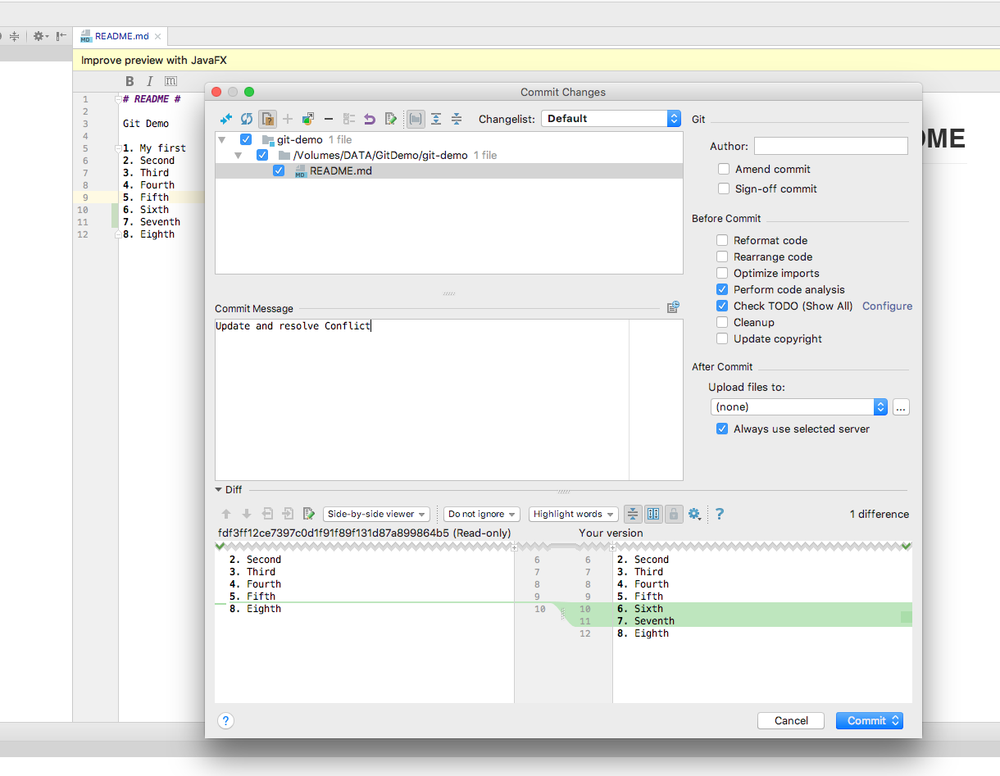 README.md
Improve preview with JavaFX
B I m
1 # README #
2
3 Git Demo
4
5 1. My first
6 2. Second
7 3. Third
8 4. Fourth
9 5. Fifth
10 6. Sixth
11 7. Seventh
12 8. Eighth
OME
Commit Changes
Changelist: Default
git-demo 1 file
/Volumes/DATA/GitDemo/git-demo 1 file
MD README.md
Commit Message
Update and resolve Conflict
Git
Author:
Amend commit
Sign-off commit
Before Commit
Reformat code
Rearrange code
Optimize imports
Perform code analysis
Check TODO (Show All) Configure
Cleanup
Update copyright
After Commit
Upload files to:
(none) ...
Always use selected server
Diff
Side-by-side viewer Do not ignore Highlight words ? 1 difference
fdf3ff12ce7397c0d1f91f89f131d87a899864b5 (Read-only) Your version
2. Second 6 6 2. Second
3. Third 7 7 3. Third
4. Fourth 8 8 4. Fourth
5. Fifth 9 9 5. Fifth
8. Eighth 10 10 6. Sixth
11 7. Seventh
12 8. Eighth
? Cancel Commit